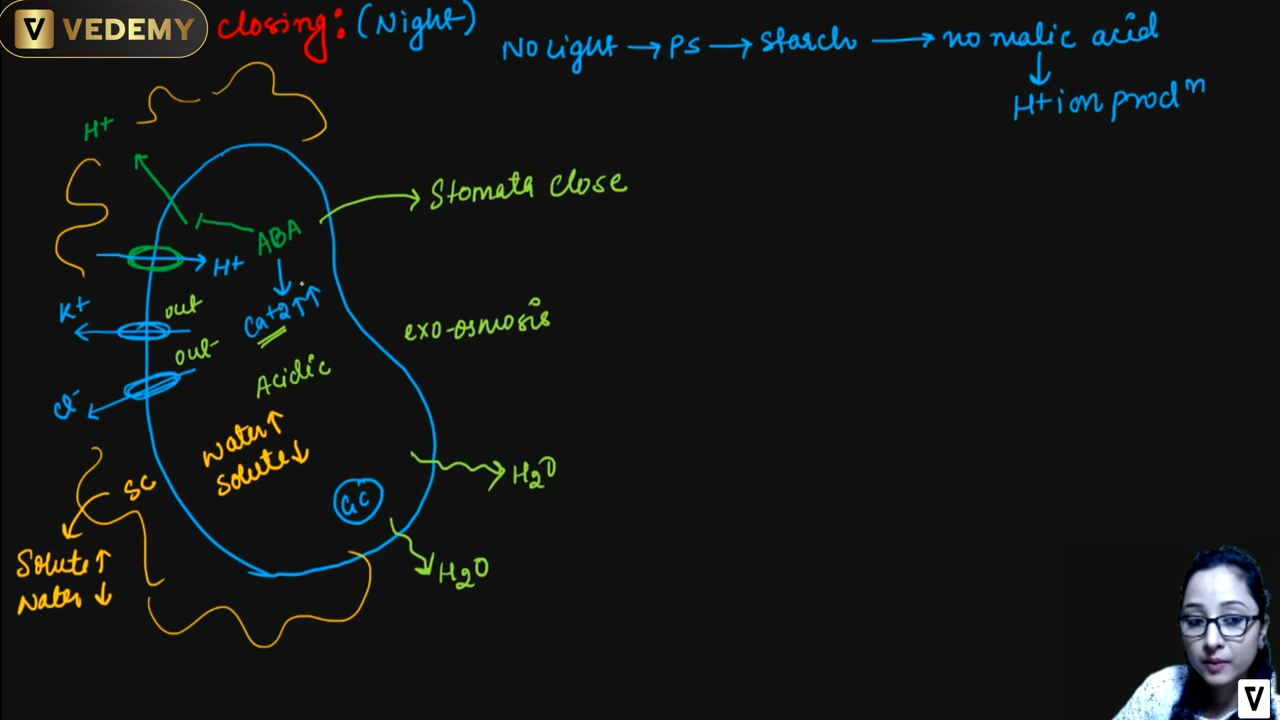 V VEDEMY
closing: (Night)
No light → PS → starch → no malic acid
↓
H+ ion prodn
H+
Stomata close
ABA
H+
K+
out
Ca+2↑↑
exo-osmosis
out
Acidic
Cl-
Water↑
Solute↓
H2O
SC
GC
Solute↑
Water↓
H2O
V